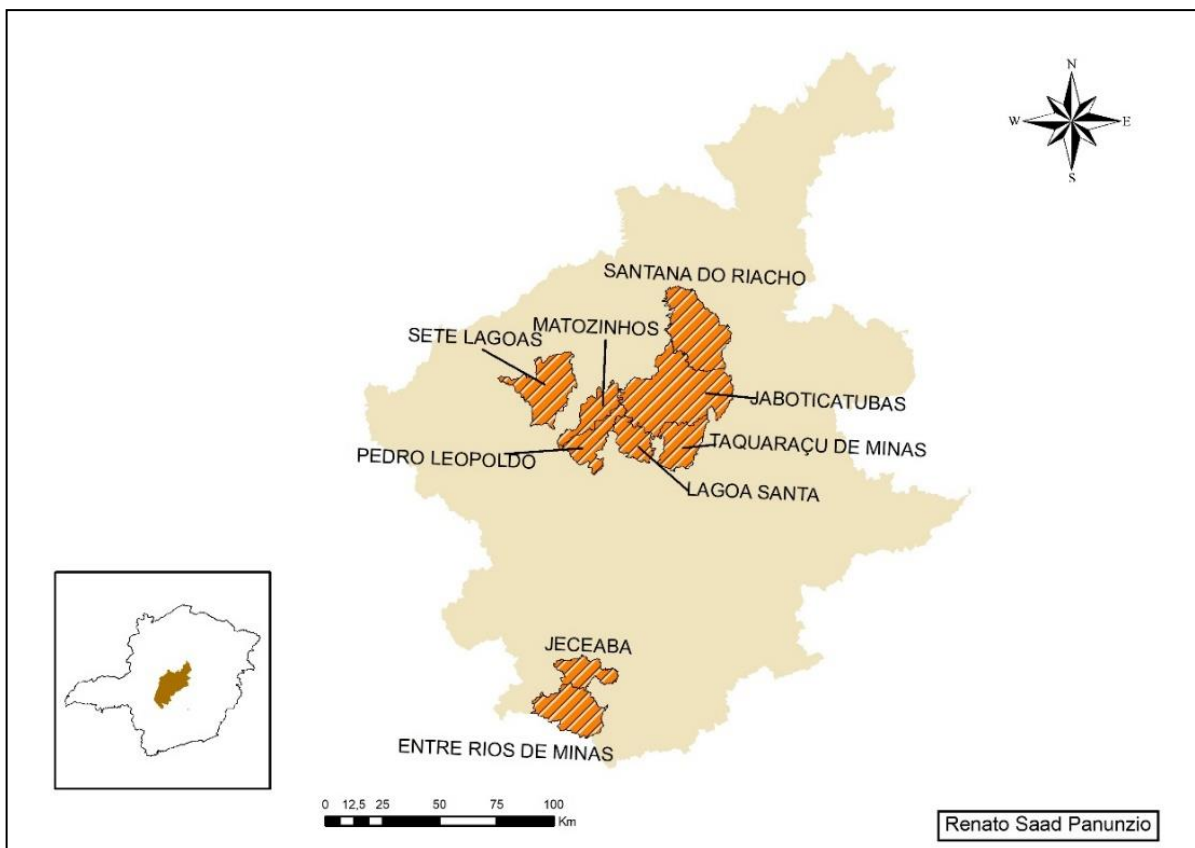 N
W E
S
SANTANA DO RIACHO
MATOZINHOS
SETE LAGOAS
JABOTICATUBAS
TAQUARAÇU DE MINAS
PEDRO LEOPOLDO
LAGOA SANTA
JECEABA
ENTRE RIOS DE MINAS
0 12,5 25 50 75 100
Km
Renato Saad Panunzio